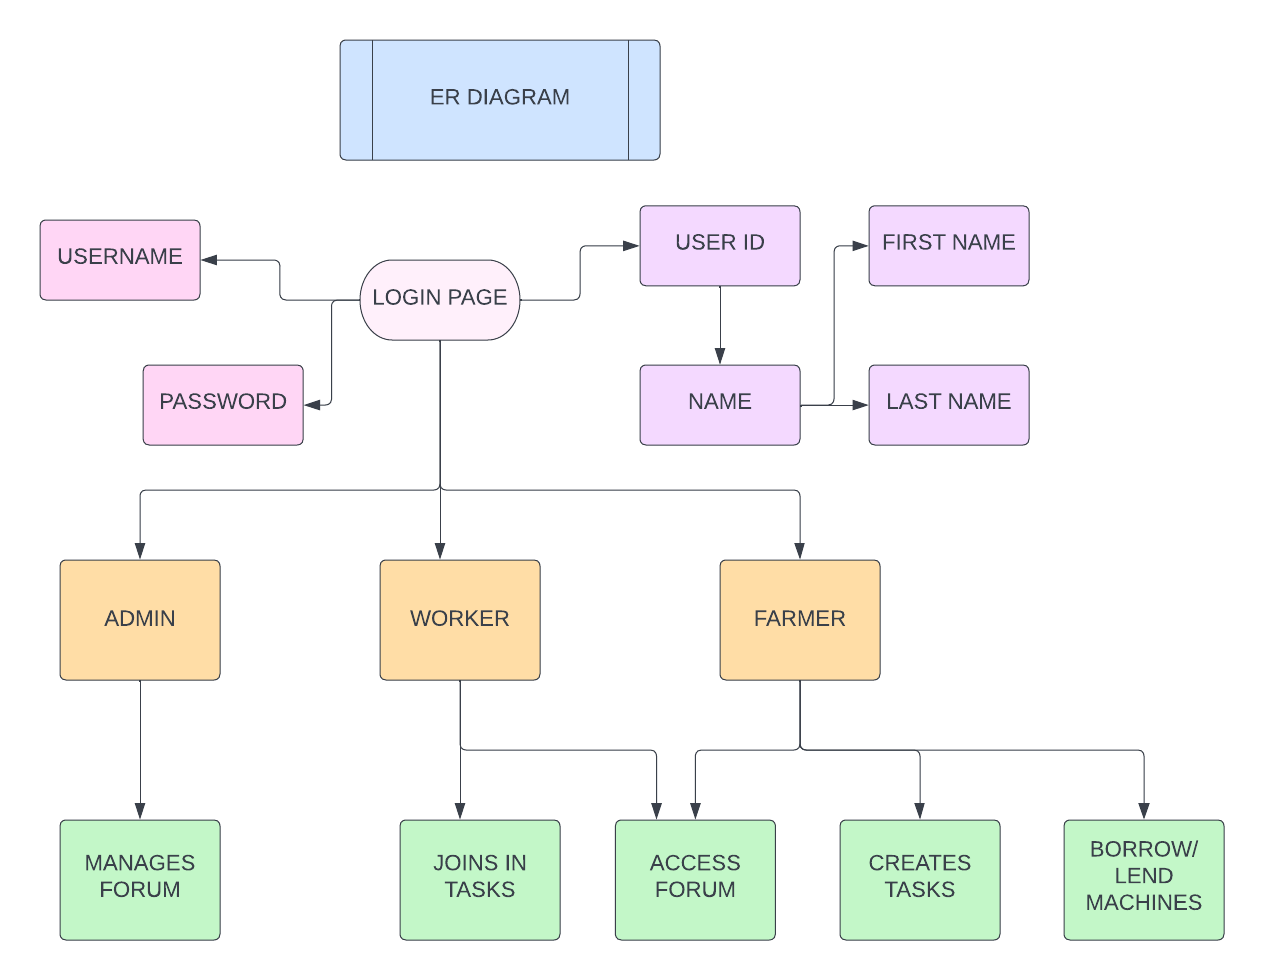 ER DIAGRAM
USERNAME
LOGIN PAGE
USER ID
FIRST NAME
PASSWORD
NAME
LAST NAME
ADMIN
WORKER
FARMER
MANAGES
FORUM
JOINS IN
TASKS
ACCESS
FORUM
CREATES
TASKS
BORROW/
LEND
MACHINES